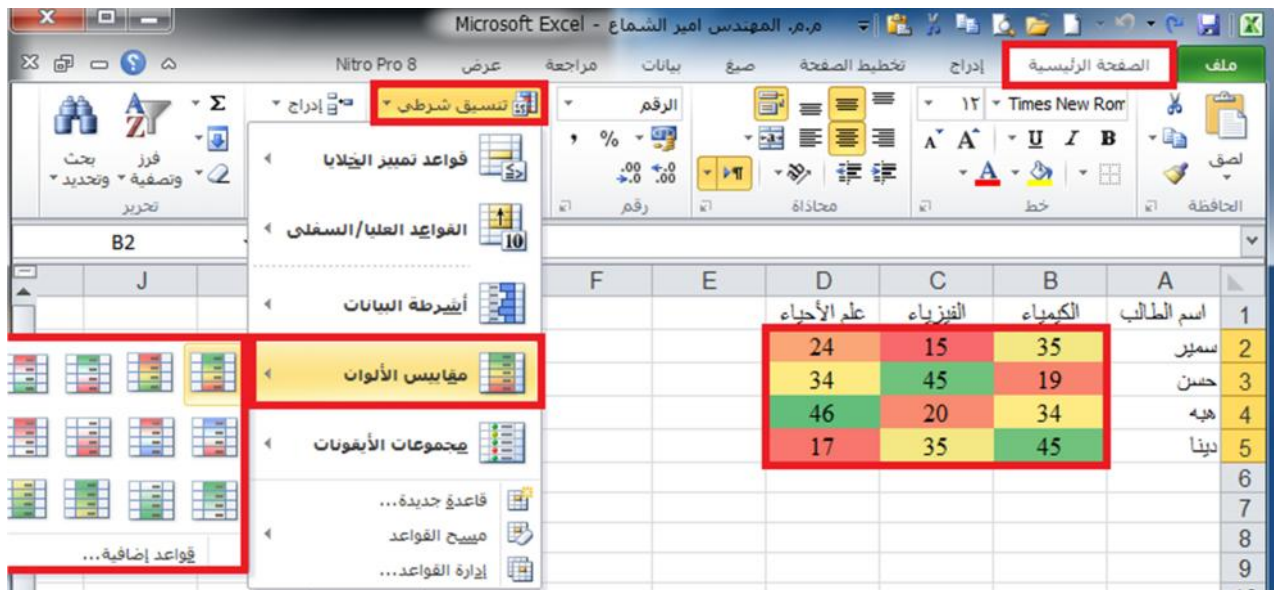 م.م. المهندس امير الشماع - Microsoft Excel
ملف الصفحة الرئيسية إدراج تخطيط الصفحة صيغ بيانات مراجعة عرض Nitro Pro 8
لصق
الحافظة
Times New Rom ١٢
B I U
خط
محاذاة
الرقم
رقم
تنسيق شرطي
إدراج
Σ
فرز وتصفية
بحث وتحديد
تحرير
B2
قواعد تمييز الخلايا
القواعد العليا/السفلى
أشرطة البيانات
مقاييس الألوان
مجموعات الأيقونات
قاعدة جديدة...
مسح القواعد
إدارة القواعد...
قواعد إضافية...
A B C D E F J
1 اسم الطالب الكيمياء الفيزياء علم الأحياء
2 سمير 35 15 24
3 حسن 19 45 34
4 هبه 34 20 46
5 دينا 45 35 17
6
7
8
9